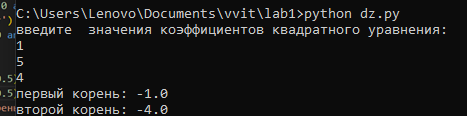 C:\Users\Lenovo\Documents\vvit\lab1>python dz.py
введите  значения коэффициентов квадратного уравнения:
1
5
4
первый корень: -1.0
второй корень: -4.0